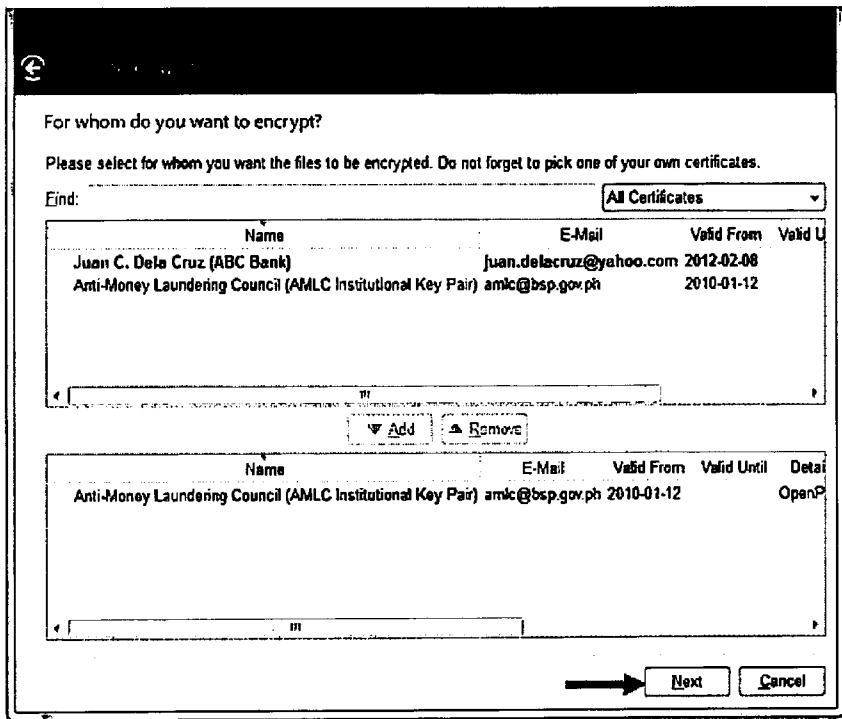 For whom do you want to encrypt?
Please select for whom you want the files to be encrypted. Do not forget to pick one of your own certificates.
Find: All Certificates
Name E-Mail Valid From Valid U
Juan C. Dela Cruz (ABC Bank) juan.delacruz@yahoo.com 2012-02-08
Anti-Money Laundering Council (AMLC Institutional Key Pair) amlc@bsp.gov.ph 2010-01-12
Add Remove
Name E-Mail Valid From Valid Until Detai
Anti-Money Laundering Council (AMLC Institutional Key Pair) amlc@bsp.gov.ph 2010-01-12 OpenP
Next Cancel